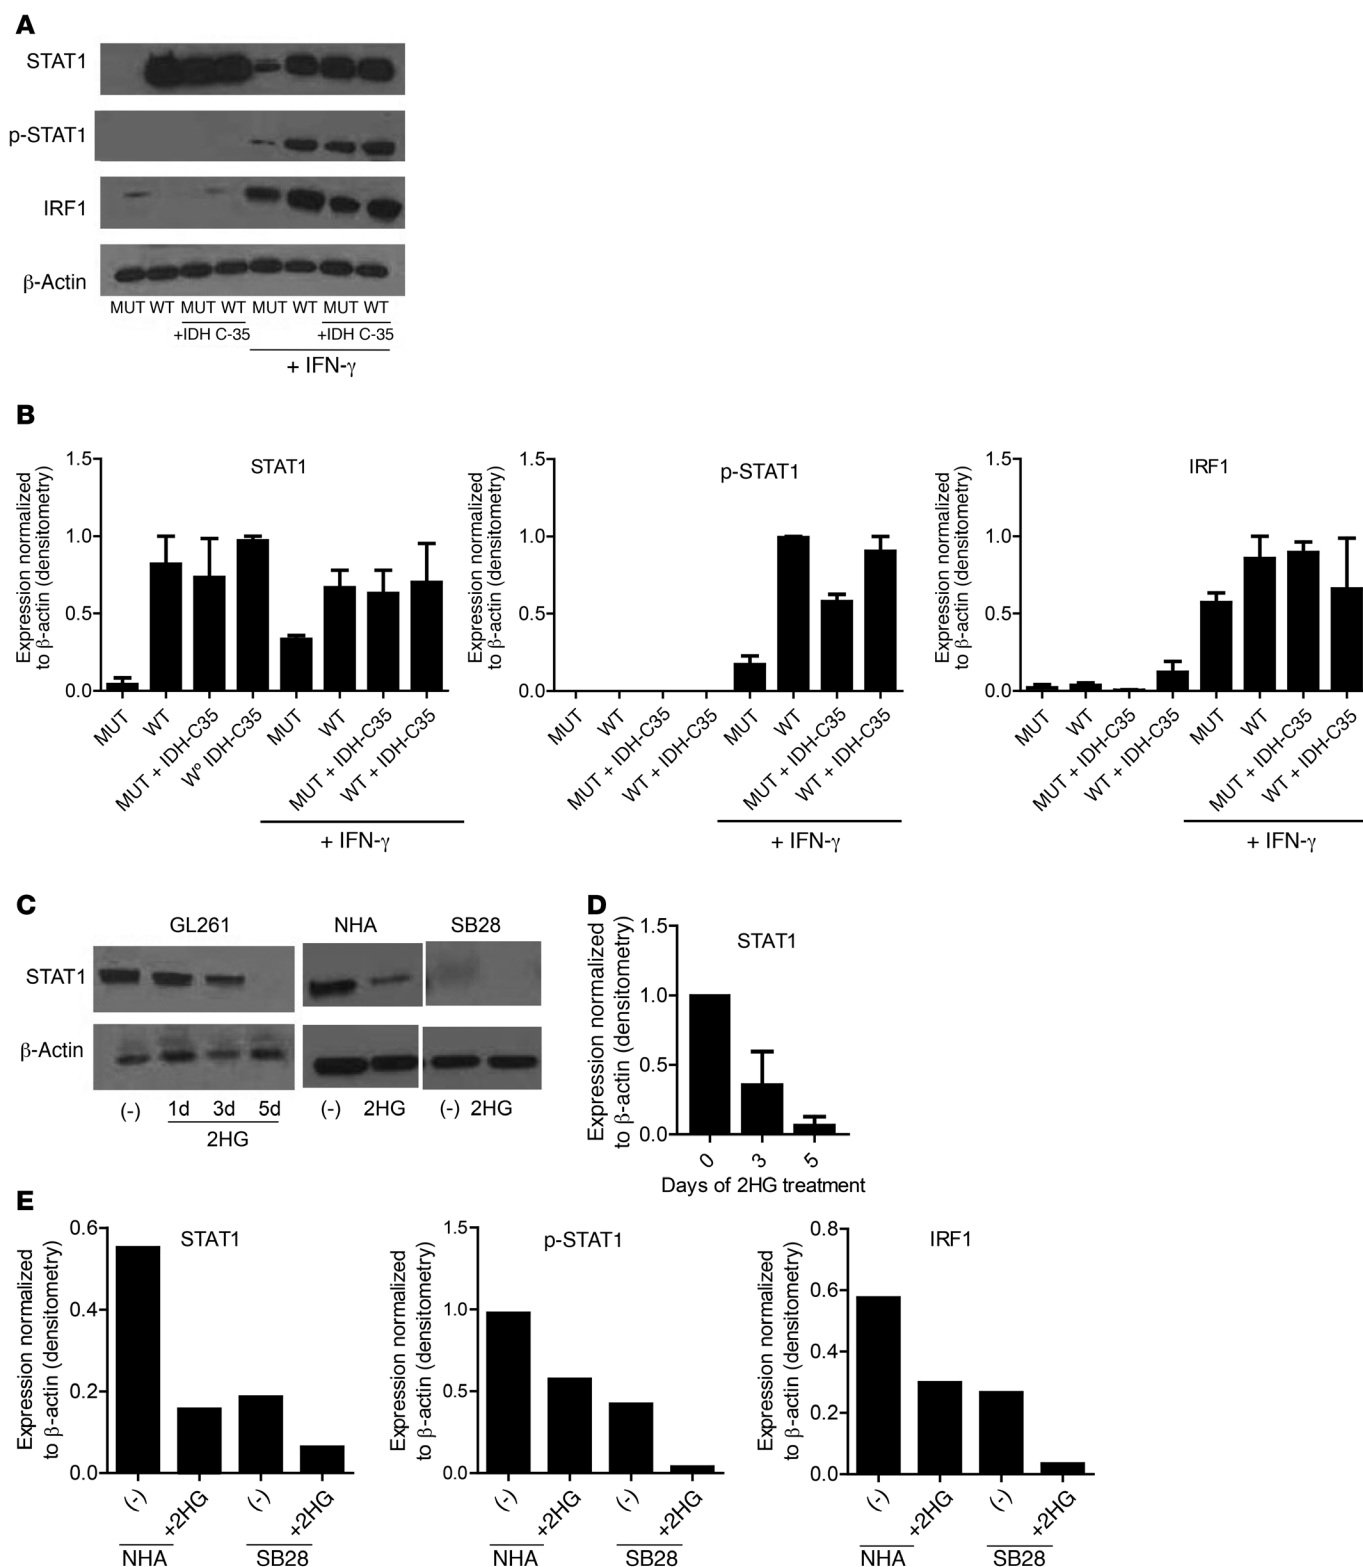 A
STAT1
p-STAT1
IRF1
β-Actin
MUT WT MUT WT MUT WT MUT WT
+IDH C-35 +IDH C-35
+ IFN-γ
B
Expression normalized
to β-actin (densitometry)
STAT1
1.5
1.0
0.5
0.0
MUT
WT
MUT + IDH-C35
Wº IDH-C35
MUT
WT
MUT + IDH-C35
WT + IDH-C35
+ IFN-γ
Expression normalized
to β-actin (densitometry)
p-STAT1
1.5
1.0
0.5
0.0
MUT
WT
MUT + IDH-C35
WT + IDH-C35
MUT
WT
MUT + IDH-C35
WT + IDH-C35
+ IFN-γ
Expression normalized
to β-actin (densitometry)
IRF1
1.5
1.0
0.5
0.0
MUT
WT
MUT + IDH-C35
WT + IDH-C35
MUT
WT
MUT + IDH-C35
WT + IDH-C35
+ IFN-γ
C
GL261 NHA SB28
STAT1
β-Actin
(-) 1d 3d 5d (-) 2HG (-) 2HG
2HG
D
Expression normalized
to β-actin (densitometry)
STAT1
1.5
1.0
0.5
0.0
0 3 5
Days of 2HG treatment
E
Expression normalized
to β-actin (densitometry)
STAT1
0.6
0.4
0.2
0.0
(-) +2HG (-) +2HG
NHA SB28
Expression normalized
to β-actin (densitometry)
p-STAT1
1.5
1.0
0.5
0.0
(-) +2HG (-) +2HG
NHA SB28
Expression normalized
to β-actin (densitometry)
IRF1
0.8
0.6
0.4
0.2
0.0
(-) +2HG (-) +2HG
NHA SB28